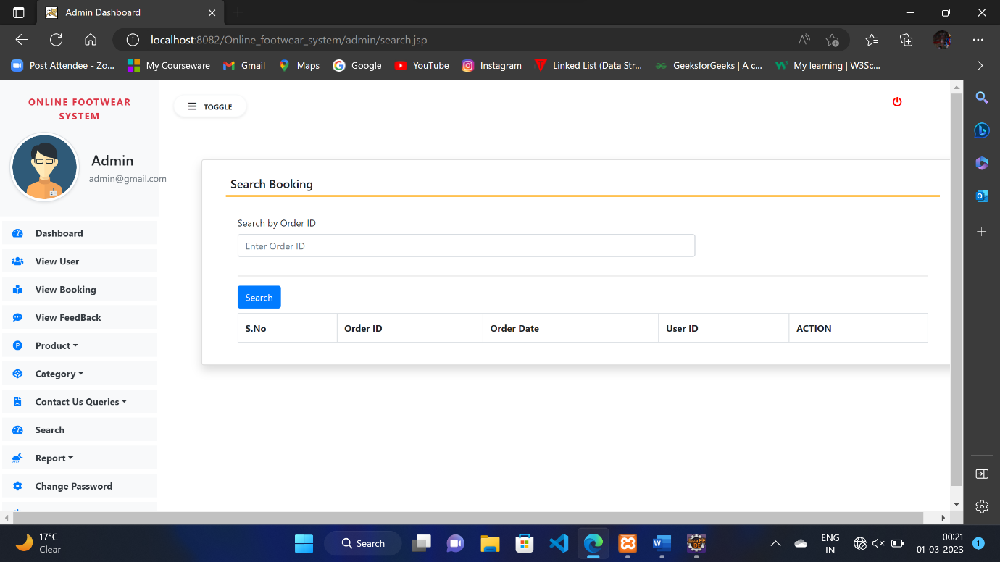 Admin Dashboard
localhost:8082/Online_footwear_system/admin/search.jsp
Post Attendee - Zo... My Courseware Gmail Maps Google YouTube Instagram Linked List (Data Str... GeeksforGeeks | A c... My learning | W3Sc...
ONLINE FOOTWEAR
SYSTEM
Admin
admin@gmail.com
Dashboard
View User
View Booking
View FeedBack
Product
Category
Contact Us Queries
Search
Report
Change Password
TOGGLE
Search Booking
Search by Order ID
Enter Order ID
Search
S.No Order ID Order Date User ID ACTION
17°C
Clear
Search
ENG
IN
00:21
01-03-2023
1